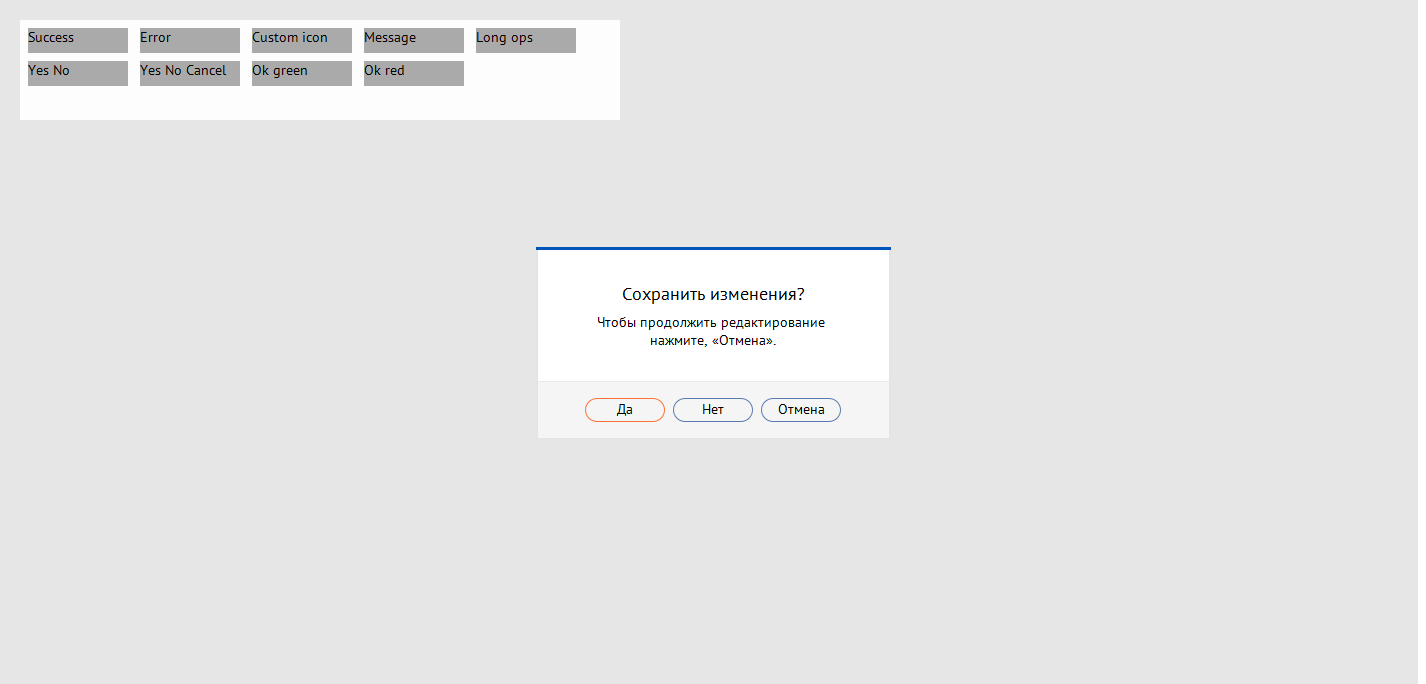 Success Error Custom icon Message Long ops
Yes No Yes No Cancel Ok green Ok red
Сохранить изменения?
Чтобы продолжить редактирование
нажмите, «Отмена».
Да Нет Отмена